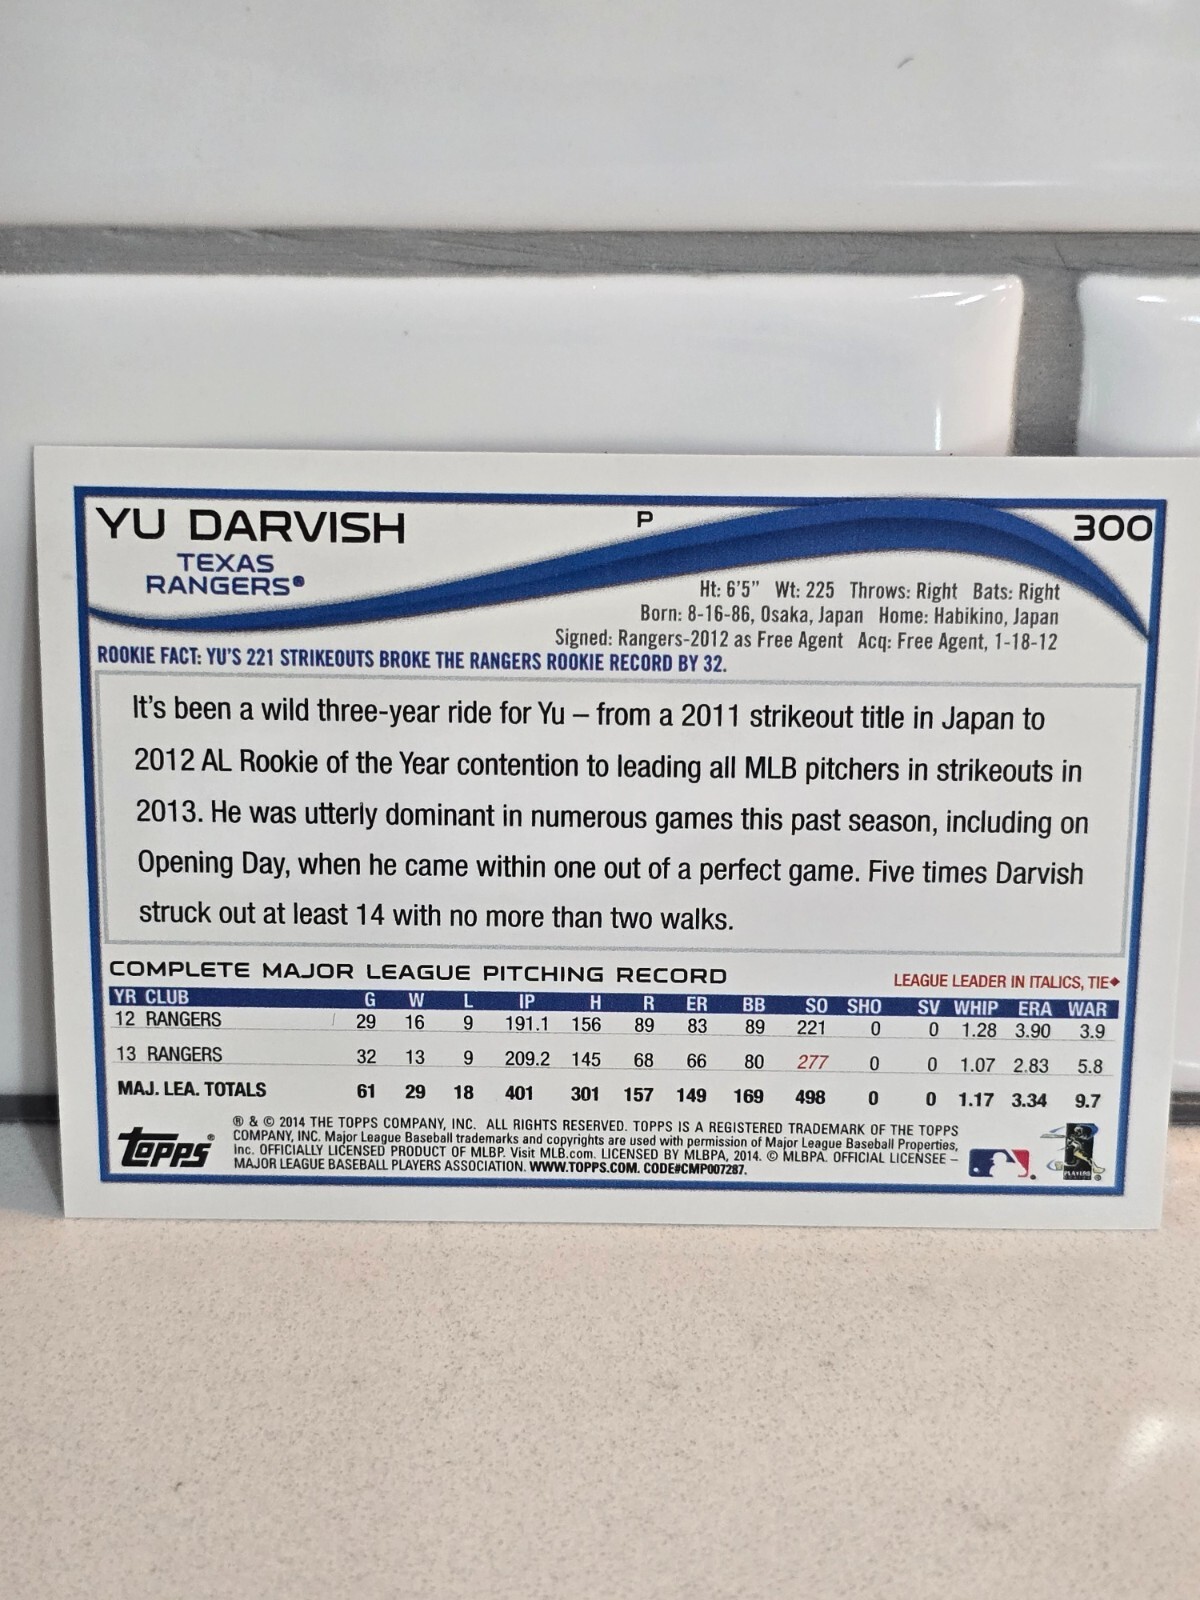 YU DARVISH P 300
TEXAS
RANGERS®
Ht: 6'5" Wt: 225 Throws: Right Bats: Right
Born: 8-16-86, Osaka, Japan Home: Habikino, Japan
Signed: Rangers-2012 as Free Agent Acq: Free Agent, 1-18-12
ROOKIE FACT: YU'S 221 STRIKEOUTS BROKE THE RANGERS ROOKIE RECORD BY 32.
It's been a wild three-year ride for Yu – from a 2011 strikeout title in Japan to
2012 AL Rookie of the Year contention to leading all MLB pitchers in strikeouts in
2013. He was utterly dominant in numerous games this past season, including on
Opening Day, when he came within one out of a perfect game. Five times Darvish
struck out at least 14 with no more than two walks.
COMPLETE MAJOR LEAGUE PITCHING RECORD LEAGUE LEADER IN ITALICS, TIE◆
YR CLUB G W L IP H R ER BB SO SHO SV WHIP ERA WAR
12 RANGERS 29 16 9 191.1 156 89 83 89 221 0 0 1.28 3.90 3.9
13 RANGERS 32 13 9 209.2 145 68 66 80 277 0 0 1.07 2.83 5.8
MAJ. LEA. TOTALS 61 29 18 401 301 157 149 169 498 0 0 1.17 3.34 9.7
topps®
® & © 2014 THE TOPPS COMPANY, INC. ALL RIGHTS RESERVED. TOPPS IS A REGISTERED TRADEMARK OF THE TOPPS
COMPANY, INC. Major League Baseball trademarks and copyrights are used with permission of Major League Baseball Properties,
Inc. OFFICIALLY LICENSED PRODUCT OF MLBP. Visit MLB.com. LICENSED BY MLBPA, 2014. © MLBPA. OFFICIAL LICENSEE –
MAJOR LEAGUE BASEBALL PLAYERS ASSOCIATION. WWW.TOPPS.COM. CODE#CMP007287.